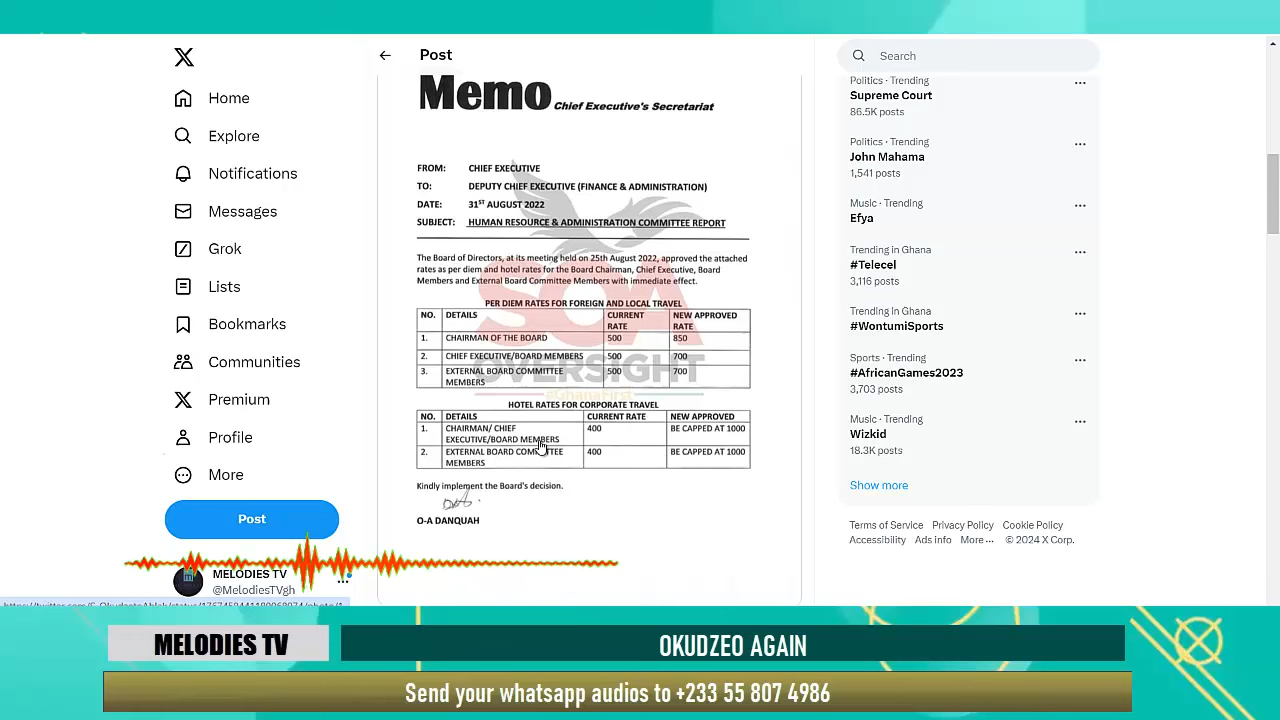 Home
Explore
Notifications
Messages
Grok
Lists
Bookmarks
Communities
Premium
Profile
More
Post
MELODIES TV
@MelodiesTVgh
Post
Memo Chief Executive's Secretariat
FROM: CHIEF EXECUTIVE
TO: DEPUTY CHIEF EXECUTIVE (FINANCE & ADMINISTRATION)
DATE: 31ST AUGUST 2022
SUBJECT: HUMAN RESOURCE & ADMINISTRATION COMMITTEE REPORT
The Board of Directors, at its meeting held on 25th August 2022, approved the attached
rates as per diem and hotel rates for the Board Chairman, Chief Executive, Board
Members and External Board Committee Members with immediate effect.
PER DIEM RATES FOR FOREIGN AND LOCAL TRAVEL
NO. DETAILS CURRENT RATE NEW APPROVED RATE
1. CHAIRMAN OF THE BOARD 500 850
2. CHIEF EXECUTIVE/BOARD MEMBERS 500 700
3. EXTERNAL BOARD COMMITTEE MEMBERS 500 700
HOTEL RATES FOR CORPORATE TRAVEL
NO. DETAILS CURRENT RATE NEW APPROVED
1. CHAIRMAN/ CHIEF EXECUTIVE/BOARD MEMBERS 400 BE CAPPED AT 1000
2. EXTERNAL BOARD COMMITTEE MEMBERS 400 BE CAPPED AT 1000
Kindly implement the Board's decision.
O-A DANQUAH
SOA
OVERSIGHT
#GhanaFirst
Search
Politics · Trending
Supreme Court
86.5K posts
Politics · Trending
John Mahama
1,541 posts
Music · Trending
Efya
Trending in Ghana
#Telecel
3,116 posts
Trending in Ghana
#WontumiSports
Sports · Trending
#AfricanGames2023
3,703 posts
Music · Trending
Wizkid
18.3K posts
Show more
Terms of Service Privacy Policy Cookie Policy
Accessibility Ads info More ··· © 2024 X Corp.
MELODIES TV
OKUDZEO AGAIN
Send your whatsapp audios to +233 55 807 4986